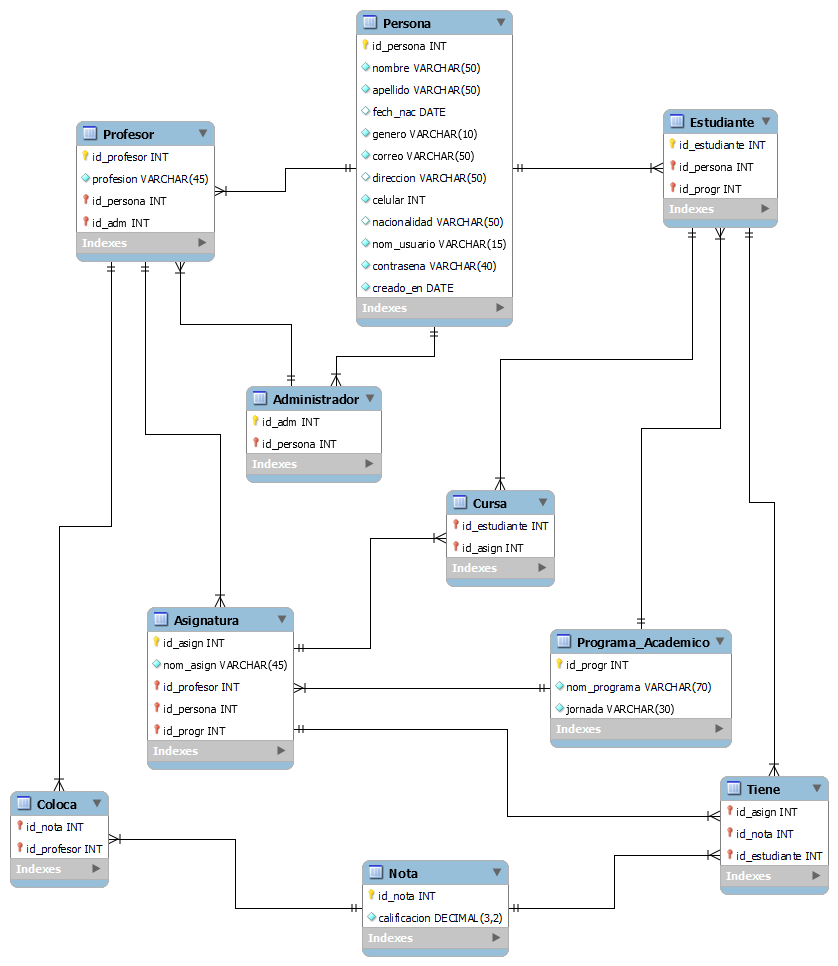 Persona
id_persona INT
nombre VARCHAR(50)
apellido VARCHAR(50)
fech_nac DATE
genero VARCHAR(10)
correo VARCHAR(50)
direccion VARCHAR(50)
celular INT
nacionalidad VARCHAR(50)
nom_usuario VARCHAR(15)
contrasena VARCHAR(40)
creado_en DATE
Indexes
Profesor
id_profesor INT
profesion VARCHAR(45)
id_persona INT
id_adm INT
Indexes
Estudiante
id_estudiante INT
id_persona INT
id_progr INT
Indexes
Administrador
id_adm INT
id_persona INT
Indexes
Cursa
id_estudiante INT
id_asign INT
Indexes
Asignatura
id_asign INT
nom_asign VARCHAR(45)
id_profesor INT
id_persona INT
id_progr INT
Indexes
Programa_Academico
id_progr INT
nom_programa VARCHAR(70)
jornada VARCHAR(30)
Indexes
Coloca
id_nota INT
id_profesor INT
Indexes
Tiene
id_asign INT
id_nota INT
id_estudiante INT
Indexes
Nota
id_nota INT
calificacion DECIMAL(3,2)
Indexes